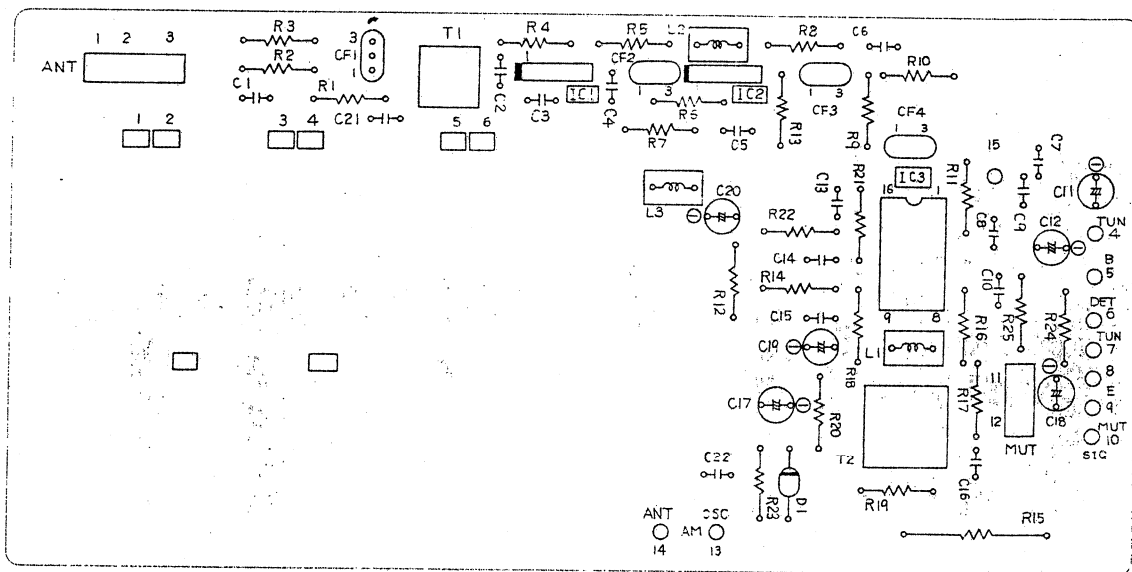 R3 3 T1 R4 R5 L2 R8 C6
1 2 3
ANT
R2 CF1 1 CF2 R10
C1 R1 1 C2 IC1 C4 1 3 IC2 1 3
C3 R6 CF3
C21 R7 C5 R13 R9 CF4
1 2 3 4 5 6
1 3 15 C7
IC3 R11
L3 C20 C13 R21 16 1 C9 C11
R22 C8 C12 TUN
4
C14 B
5
R12 R14 C10
C15 9 8 R16 R25 R24 DET
6
C19 L1 TUN
7
R18 11 8
C17 R20 R17 C18 E
9
12 MUT
10
T2 MUT SIG
C22 R23 D1 C16
R19
ANT OSC R15
AM
14 13